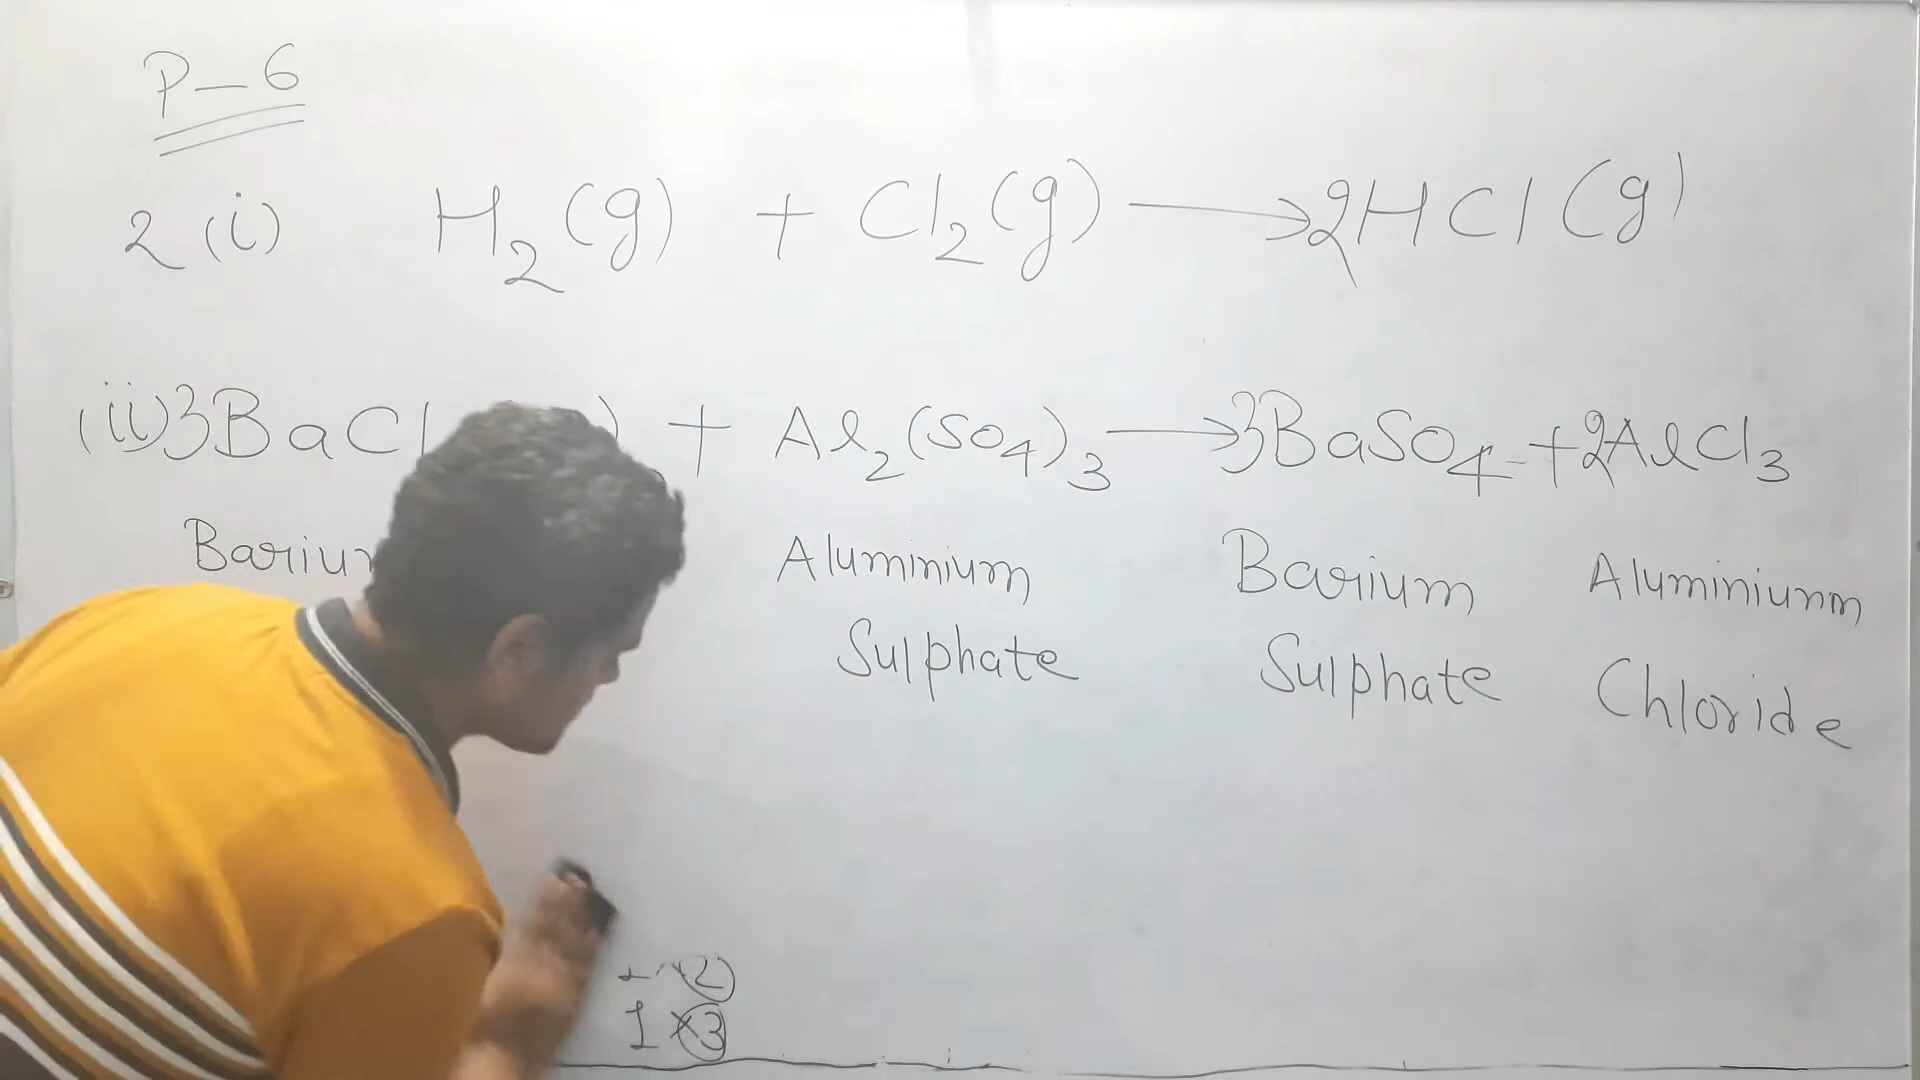 P-6
2 (i) H₂(g) + Cl₂(g) → 2HCl(g)
(ii) 3BaCl ) + Al₂(SO₄)₃ → 3BaSO₄ + 2AlCl₃
Aluminium Barium Aluminium
Sulphate Sulphate Chloride
×2
1 ×3